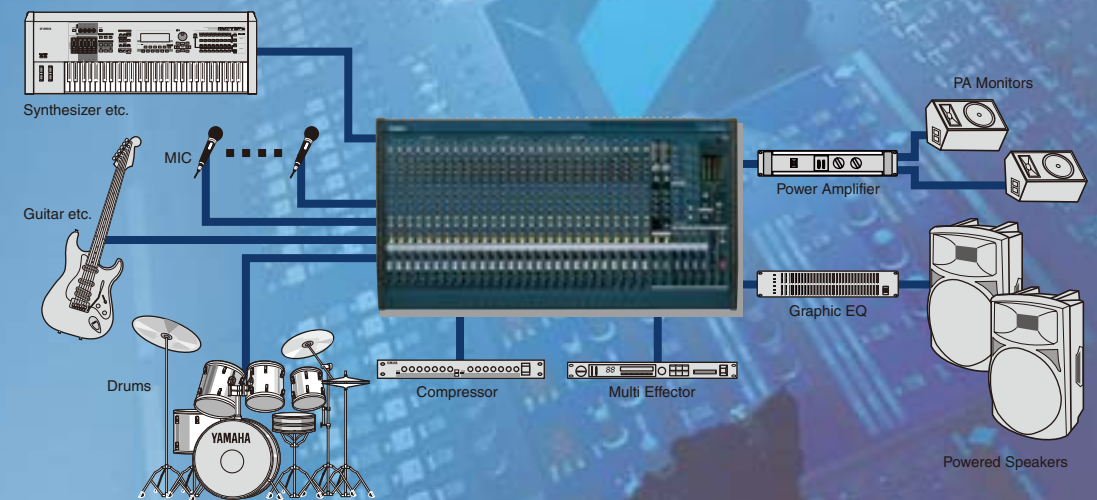 Synthesizer etc.
MIC
Guitar etc.
Drums
YAMAHA
Compressor
Multi Effector
PA Monitors
Power Amplifier
Graphic EQ
Powered Speakers